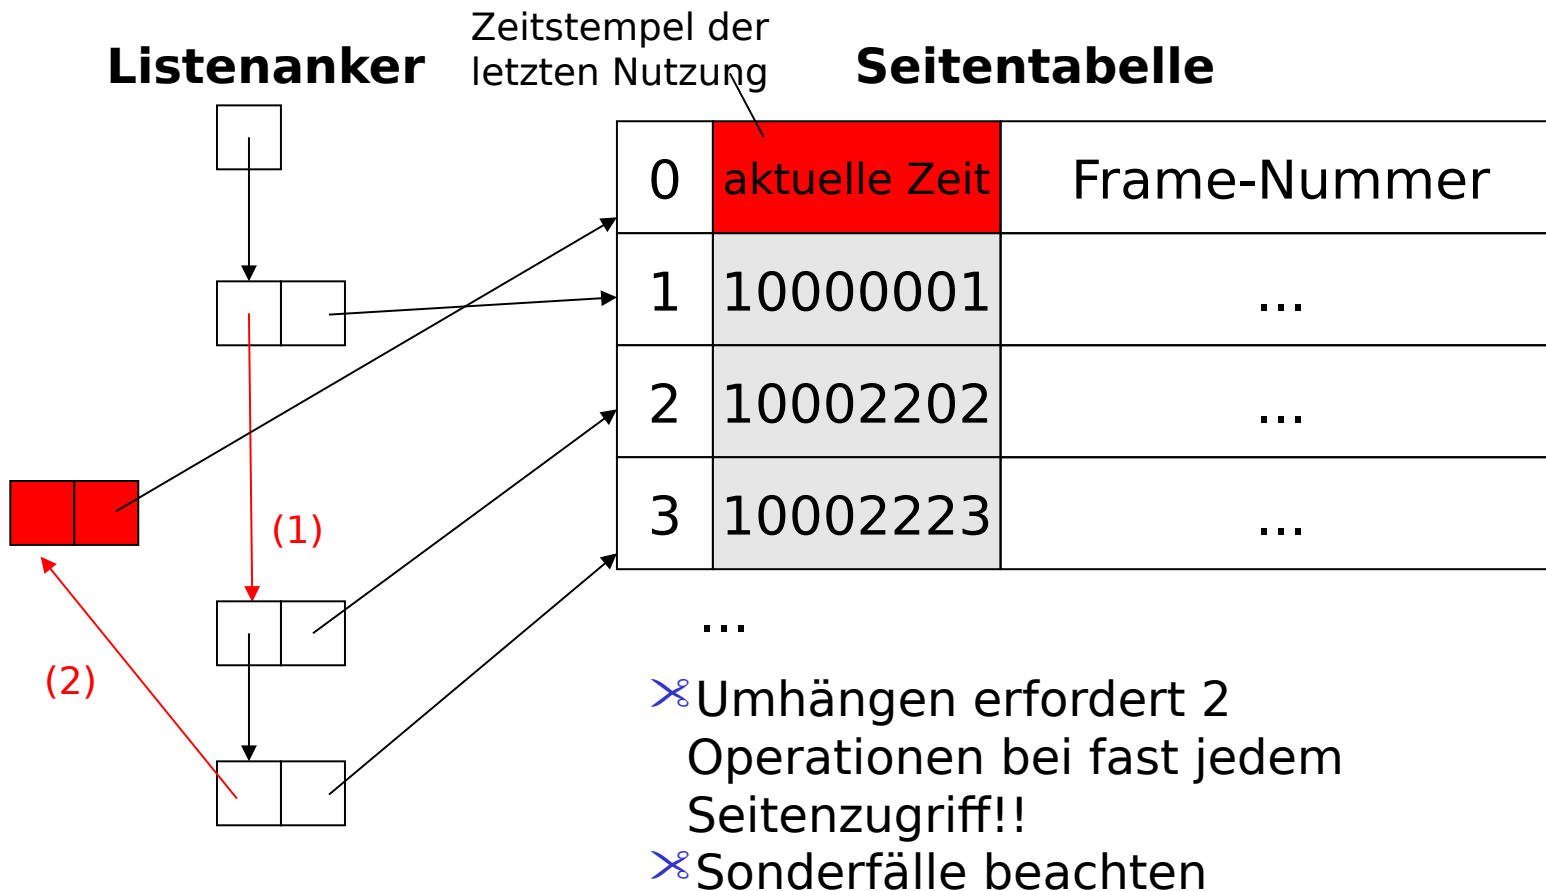 Zeitstempel der
letzten Nutzung
Listenanker
Seitentabelle
0 aktuelle Zeit Frame-Nummer
1 10000001 ...
2 10002202 ...
3 10002223 ...
...
(1)
(2)
Umhängen erfordert 2
Operationen bei fast jedem
Seitenzugriff!!
Sonderfälle beachten